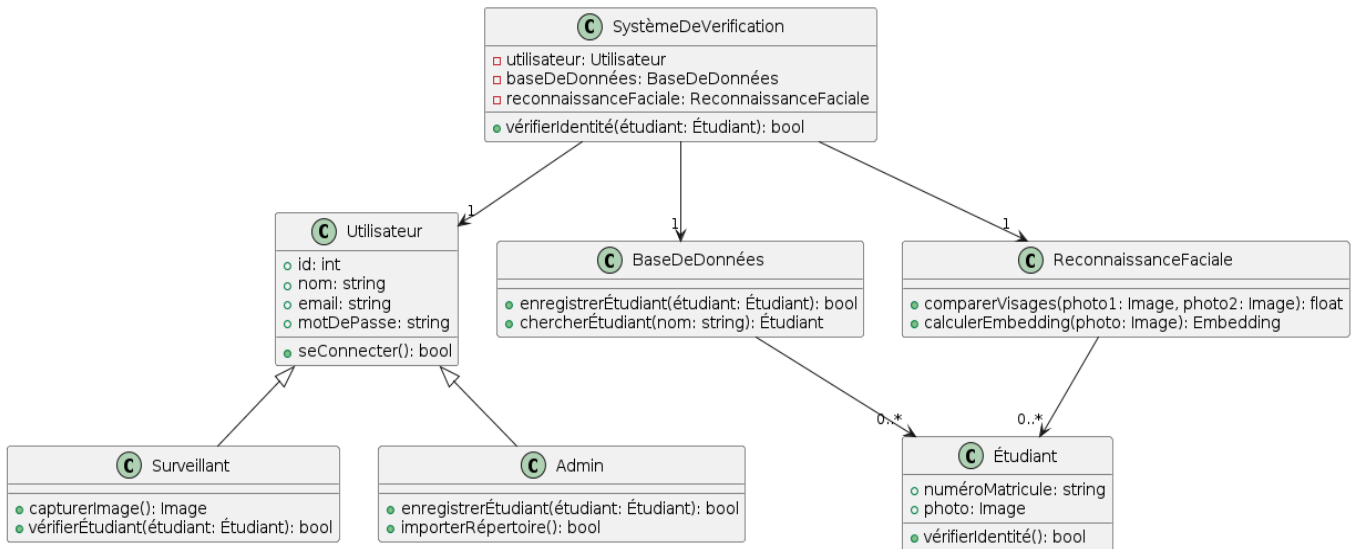 C SystèmeDeVerification
utilisateur: Utilisateur
baseDeDonnées: BaseDeDonnées
reconnaissanceFaciale: ReconnaissanceFaciale
vérifierIdentité(étudiant: Étudiant): bool
1
1
1
C Utilisateur
id: int
nom: string
email: string
motDePasse: string
seConnecter(): bool
C BaseDeDonnées
enregistrerÉtudiant(étudiant: Étudiant): bool
chercherÉtudiant(nom: string): Étudiant
C ReconnaissanceFaciale
comparerVisages(photo1: Image, photo2: Image): float
calculerEmbedding(photo: Image): Embedding
0..*
0..*
C Surveillant
capturerImage(): Image
vérifierÉtudiant(étudiant: Étudiant): bool
C Admin
enregistrerÉtudiant(étudiant: Étudiant): bool
importerRépertoire(): bool
C Étudiant
numéroMatricule: string
photo: Image
vérifierIdentité(): bool